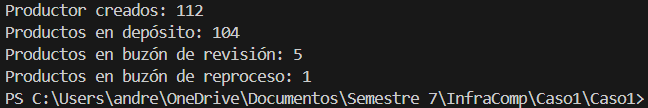 Productor creados: 112
Productos en depósito: 104
Productos en buzón de revisión: 5
Productos en buzón de reproceso: 1
PS C:\Users\andre\OneDrive\Documentos\Semestre 7\InfraComp\Caso1\Caso1>